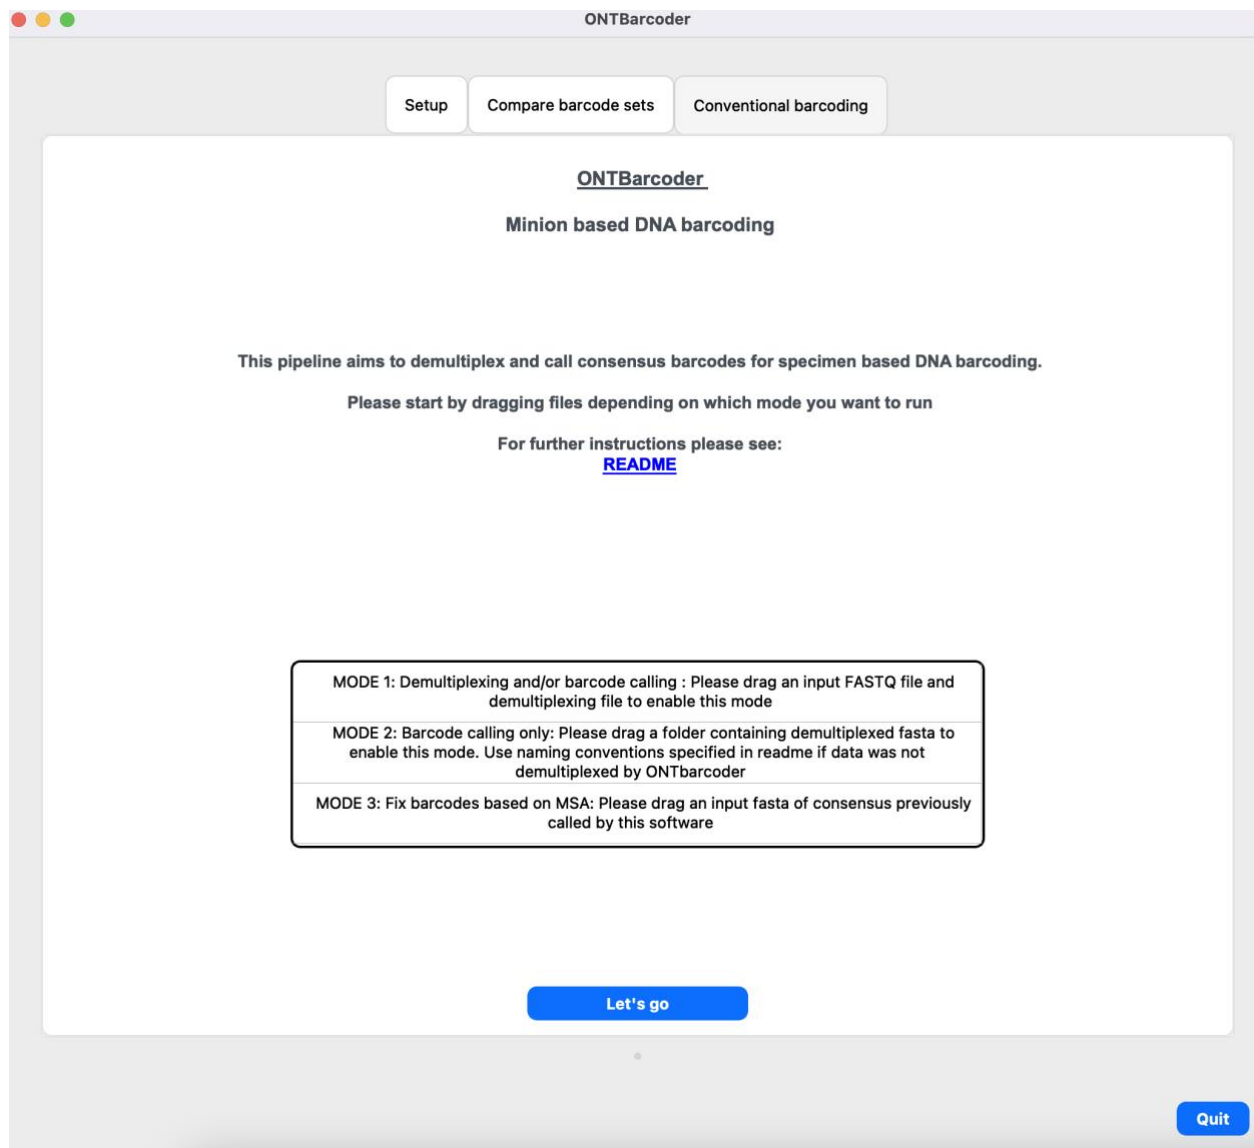 ONTBarcoder
Setup
Compare barcode sets
Conventional barcoding
ONTBarcoder
Minion based DNA barcoding
This pipeline aims to demultiplex and call consensus barcodes for specimen based DNA barcoding.
Please start by dragging files depending on which mode you want to run
For further instructions please see:
README
MODE 1: Demultiplexing and/or barcode calling : Please drag an input FASTQ file and
demultiplexing file to enable this mode
MODE 2: Barcode calling only: Please drag a folder containing demultiplexed fasta to
enable this mode. Use naming conventions specified in readme if data was not
demultiplexed by ONTbarcoder
MODE 3: Fix barcodes based on MSA: Please drag an input fasta of consensus previously
called by this software
Let's go
Quit